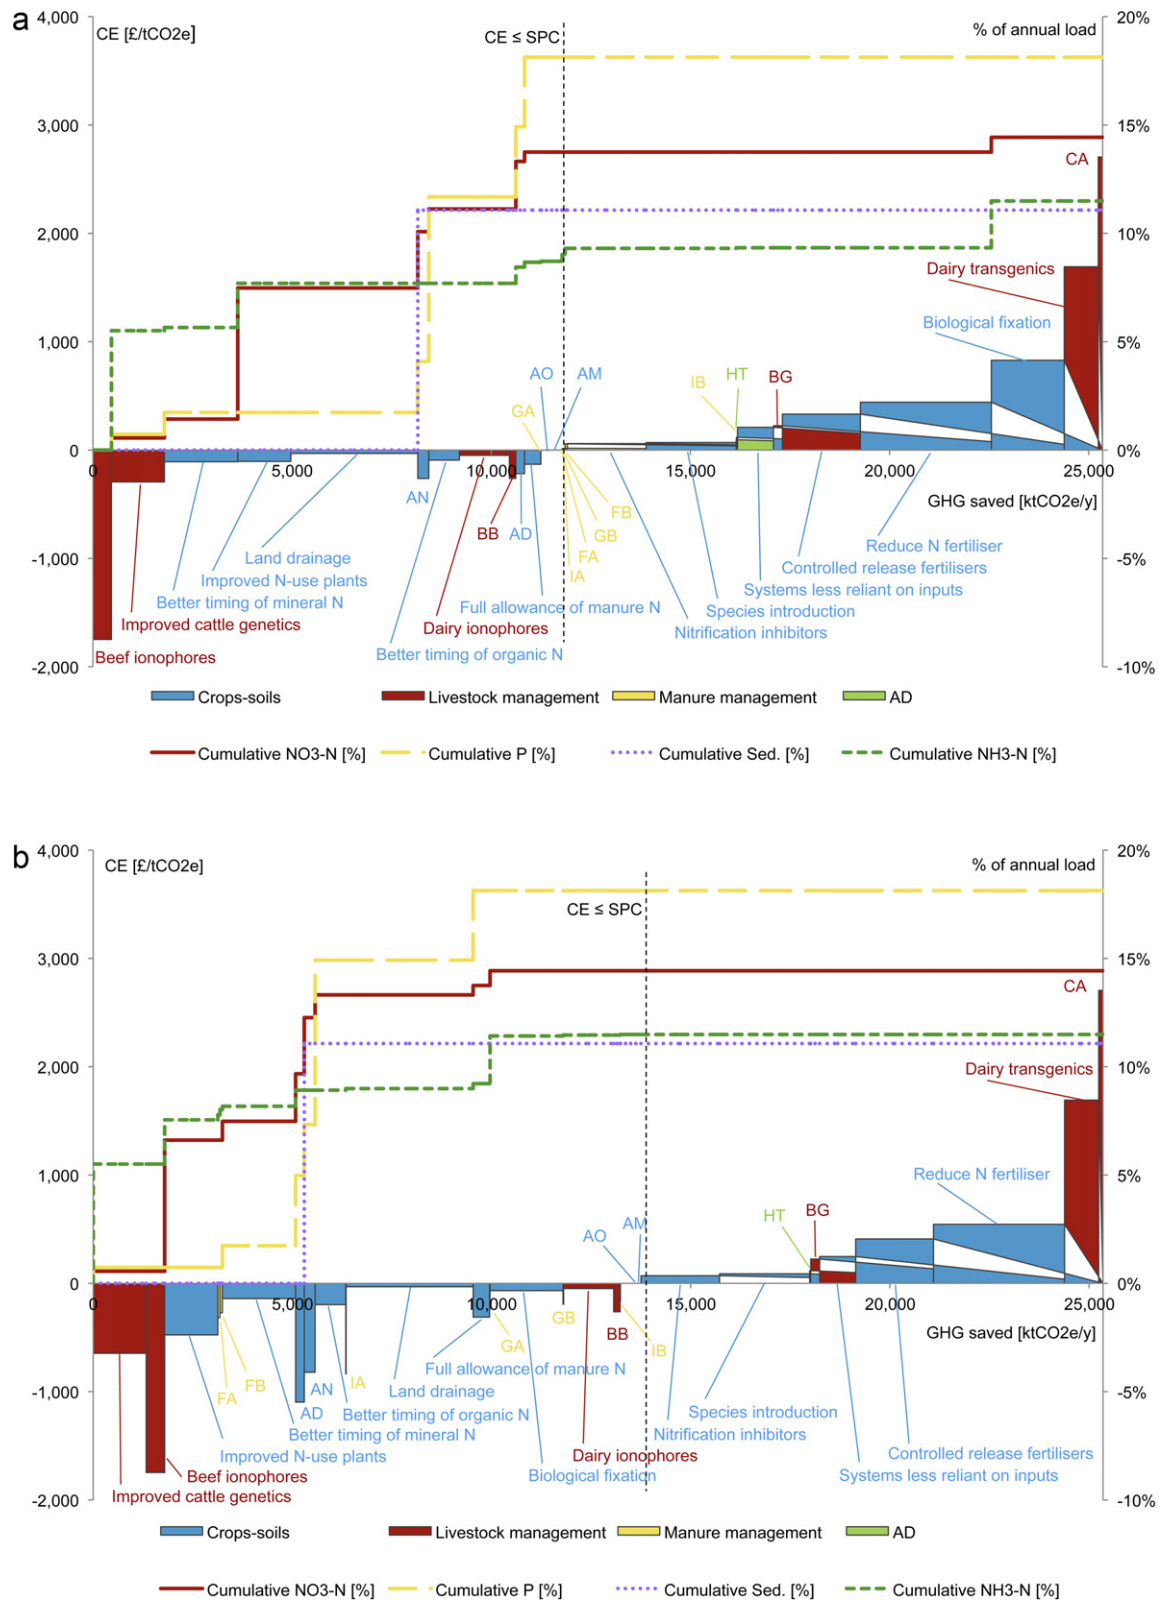 a
4,000
CE [£/tCO2e]
CE ≤ SPC
% of annual load
20%
3,000
15%
CA
2,000
10%
Dairy transgenics
Biological fixation
1,000
5%
AO
AM
HT
BG
IB
GA
0
0%
0
5,000
10,000
15,000
20,000
25,000
GHG saved [ktCO2e/y]
AN
BB
AD
FB
GB
FA
IA
Land drainage
Improved N-use plants
Better timing of mineral N
Improved cattle genetics
Beef ionophores
Full allowance of manure N
Dairy ionophores
Better timing of organic N
Reduce N fertiliser
Controlled release fertilisers
Systems less reliant on inputs
Species introduction
Nitrification inhibitors
-1,000
-5%
-2,000
-10%
Crops-soils
Livestock management
Manure management
AD
Cumulative NO3-N [%]
Cumulative P [%]
Cumulative Sed. [%]
Cumulative NH3-N [%]
b
4,000
CE [£/tCO2e]
% of annual load
20%
CE ≤ SPC
3,000
15%
CA
2,000
10%
Dairy transgenics
1,000
5%
Reduce N fertiliser
AO
AM
HT
BG
0
0%
0
5,000
10,000
15,000
20,000
25,000
GHG saved [ktCO2e/y]
GB
BB
IB
GA
Full allowance of manure N
IA
Land drainage
FA
FB
AN
AD
Better timing of organic N
Better timing of mineral N
Improved N-use plants
Beef ionophores
Improved cattle genetics
Species introduction
Nitrification inhibitors
Dairy ionophores
Biological fixation
Controlled release fertilisers
Systems less reliant on inputs
-1,000
-5%
-2,000
-10%
Crops-soils
Livestock management
Manure management
AD
Cumulative NO3-N [%]
Cumulative P [%]
Cumulative Sed. [%]
Cumulative NH3-N [%]